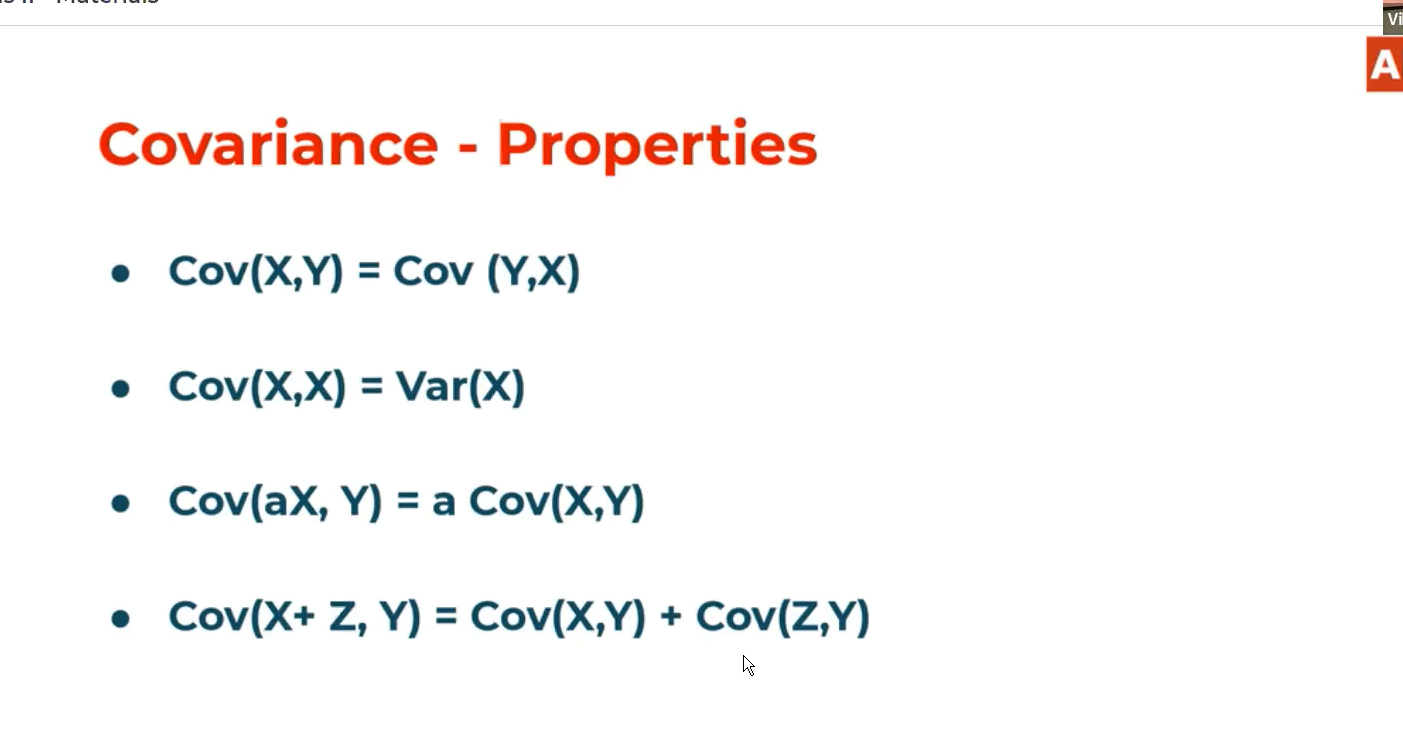 Covariance - Properties
• Cov(X,Y) = Cov (Y,X)
• Cov(X,X) = Var(X)
• Cov(aX, Y) = a Cov(X,Y)
• Cov(X+ Z, Y) = Cov(X,Y) + Cov(Z,Y)
A